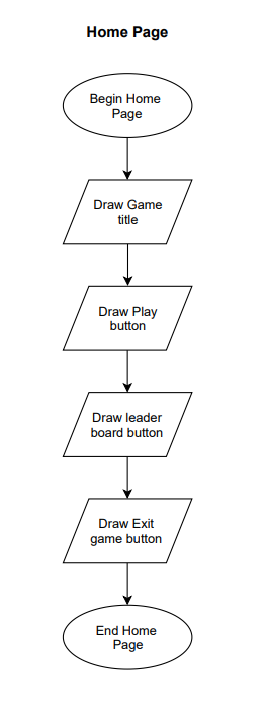 Home Page
Begin Home
Page
Draw Game
title
Draw Play
button
Draw leader
board button
Draw Exit
game button
End Home
Page